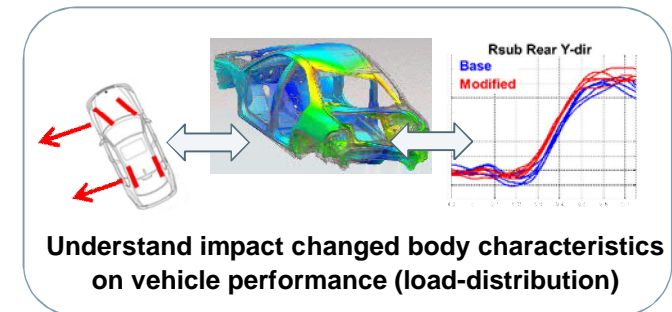 Rsub Rear Y-dir
Base
Modified
Understand impact changed body characteristics
on vehicle performance (load-distribution)